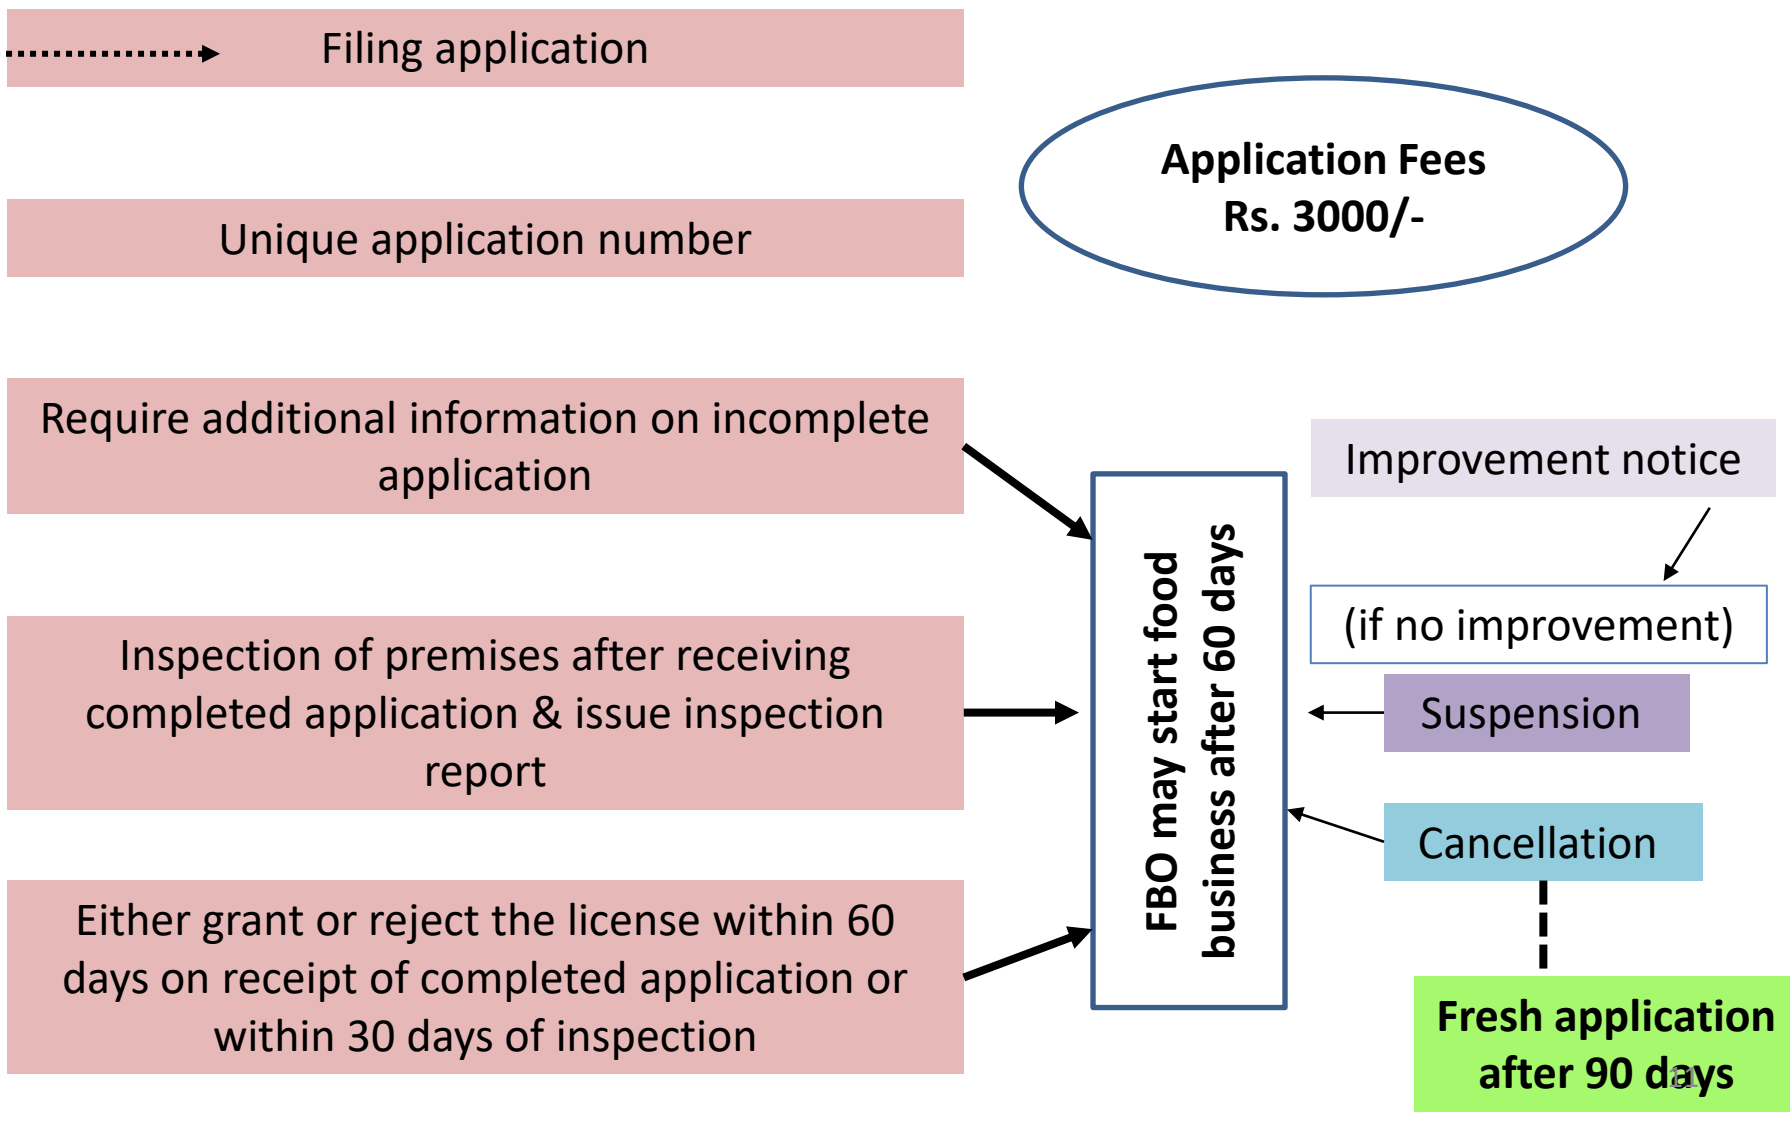 Filing application
Application Fees
Rs. 3000/-
Unique application number
Require additional information on incomplete
application
Improvement notice
(if no improvement)
FBO may start food
business after 60 days
Inspection of premises after receiving
completed application & issue inspection
report
Suspension
Cancellation
Either grant or reject the license within 60
days on receipt of completed application or
within 30 days of inspection
Fresh application
after 90 days
11